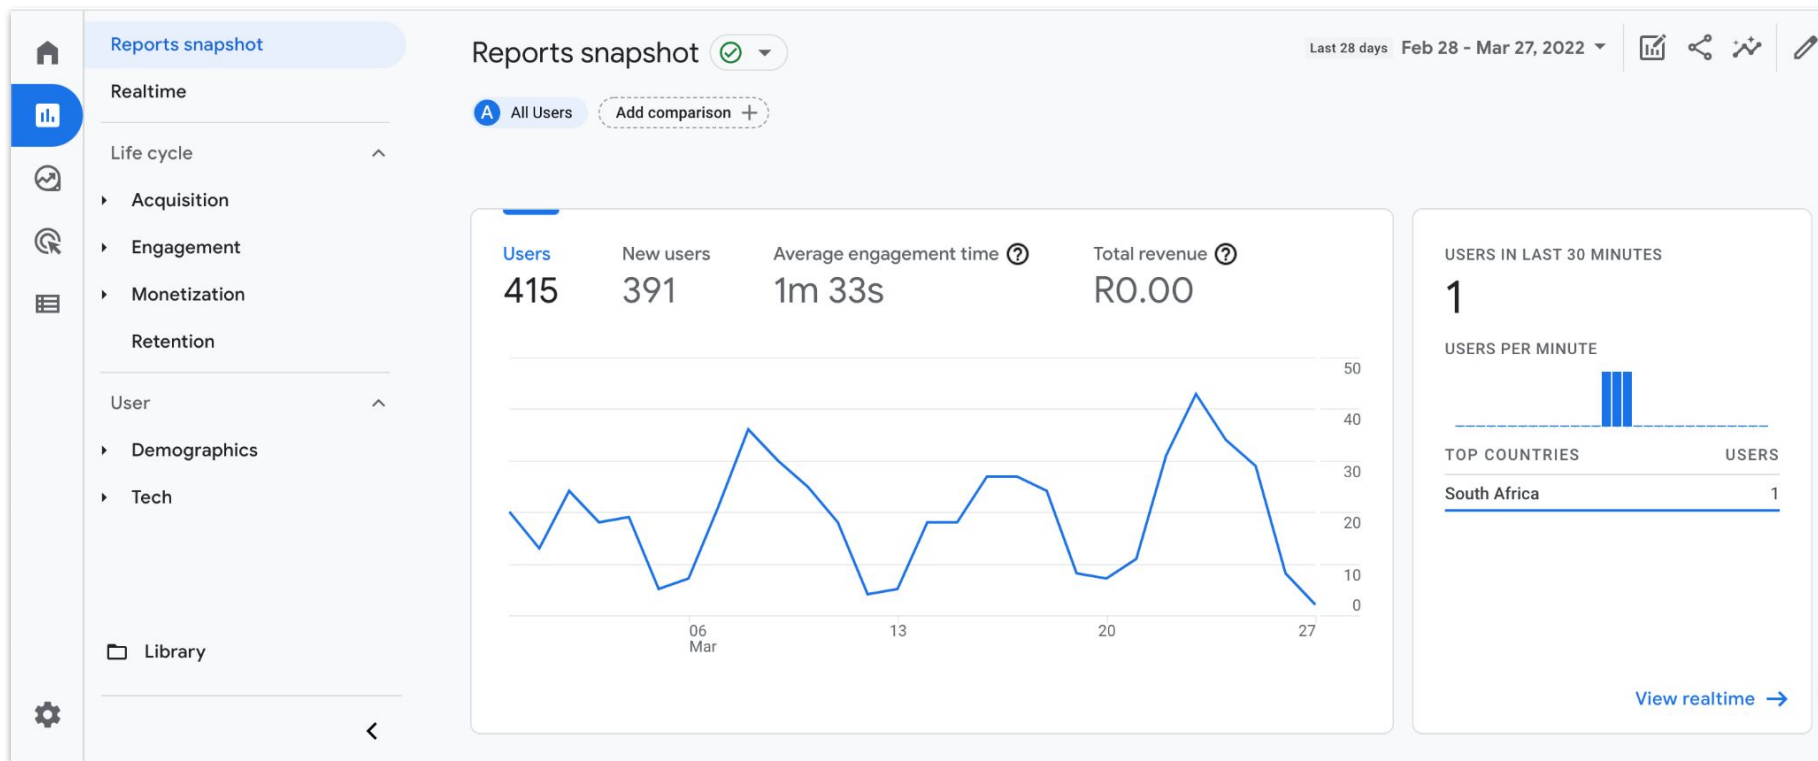 Reports snapshot
Realtime
Life cycle
Acquisition
Engagement
Monetization
Retention
User
Demographics
Tech
Library
Reports snapshot
Last 28 days Feb 28 - Mar 27, 2022
A All Users
Add comparison +
Users
415
New users
391
Average engagement time ?
1m 33s
Total revenue ?
R0.00
50
40
30
20
10
0
06
Mar
13
20
27
USERS IN LAST 30 MINUTES
1
USERS PER MINUTE
TOP COUNTRIES USERS
South Africa 1
View realtime →